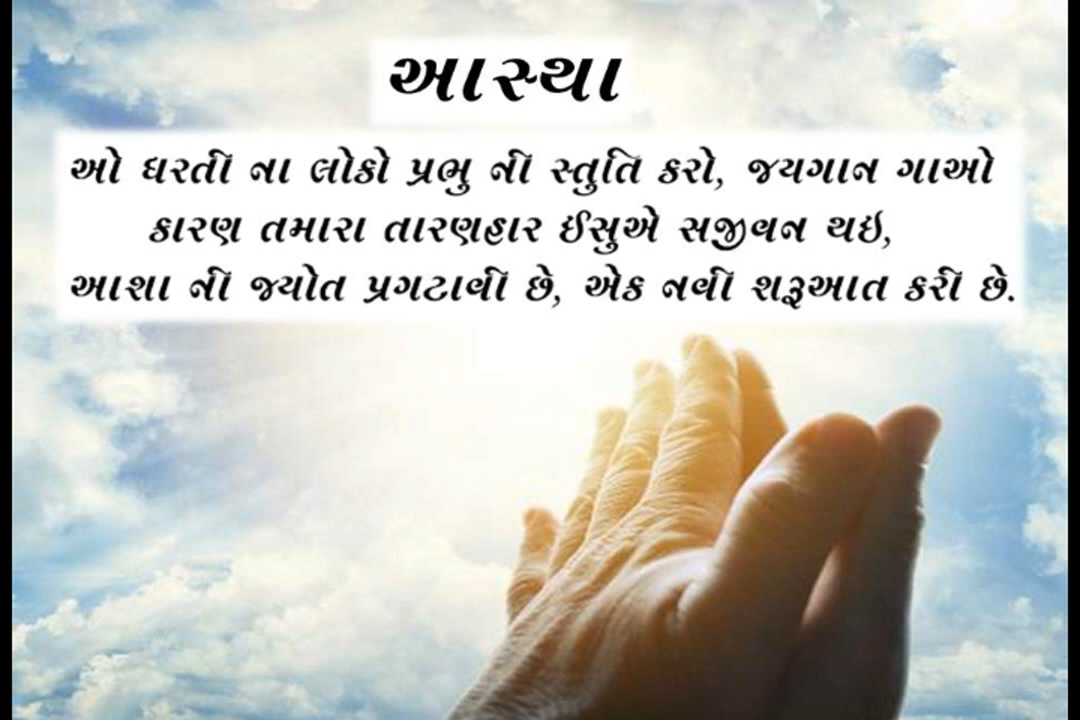 આસ્થા
ઓ ધરતી ના લોકો પ્રભુ ની સ્તુતિ કરો, જયગાન ગાઓ
કારણ તમારા તારણહાર ઈસુએ સજીવન થઇ,
આશા ની જ્યોત પ્રગટાવી છે, એક નવી શરૂઆત કરી છે.